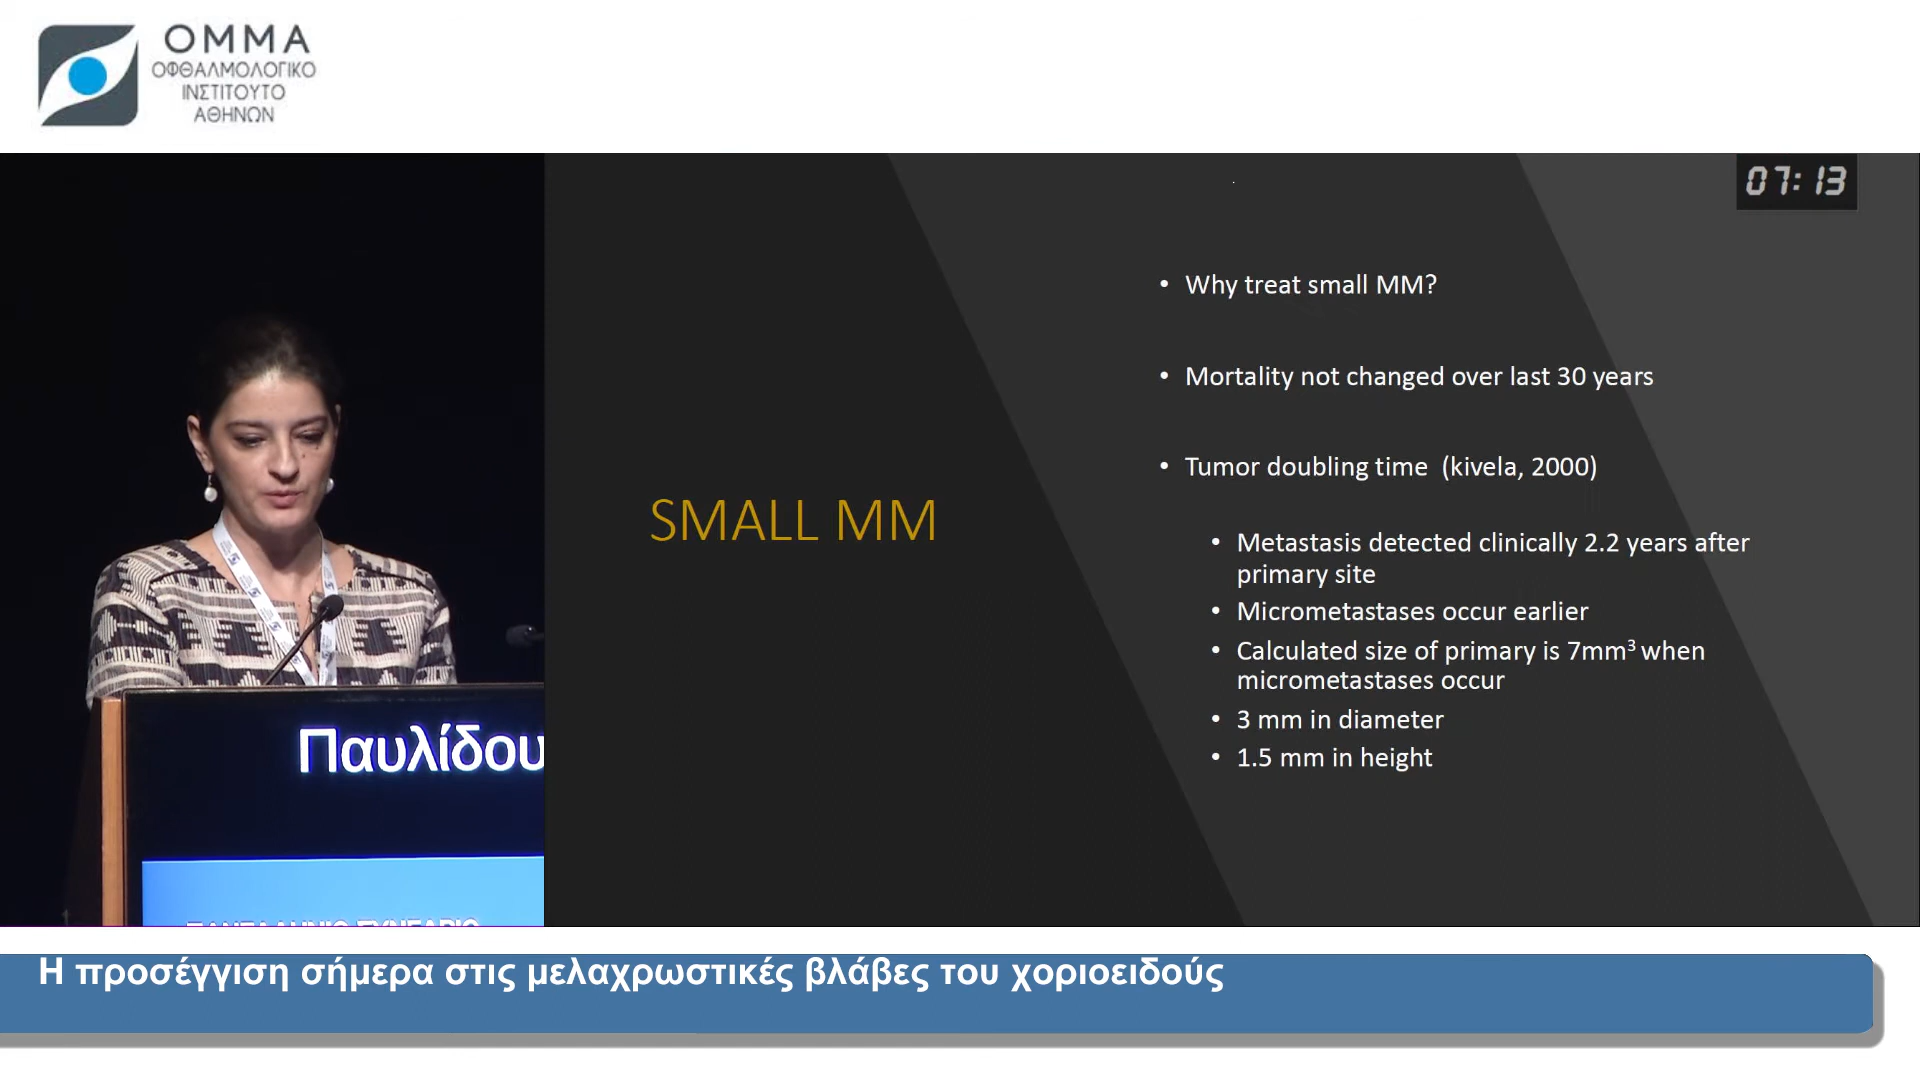 ΟΜΜΑ
ΟΦΘΑΛΜΟΛΟΓΙΚΟ
ΙΝΣΤΙΤΟΥΤΟ
ΑΘΗΝΩΝ
07:13
• Why treat small MM?
• Mortality not changed over last 30 years
• Tumor doubling time (kivela, 2000)
SMALL MM
• Metastasis detected clinically 2.2 years after
primary site
• Micrometastases occur earlier
• Calculated size of primary is 7mm³ when
micrometastases occur
• 3 mm in diameter
• 1.5 mm in height
Παυλίδου
Η προσέγγιση σήμερα στις μελαχρωστικές βλάβες του χοριοειδούς